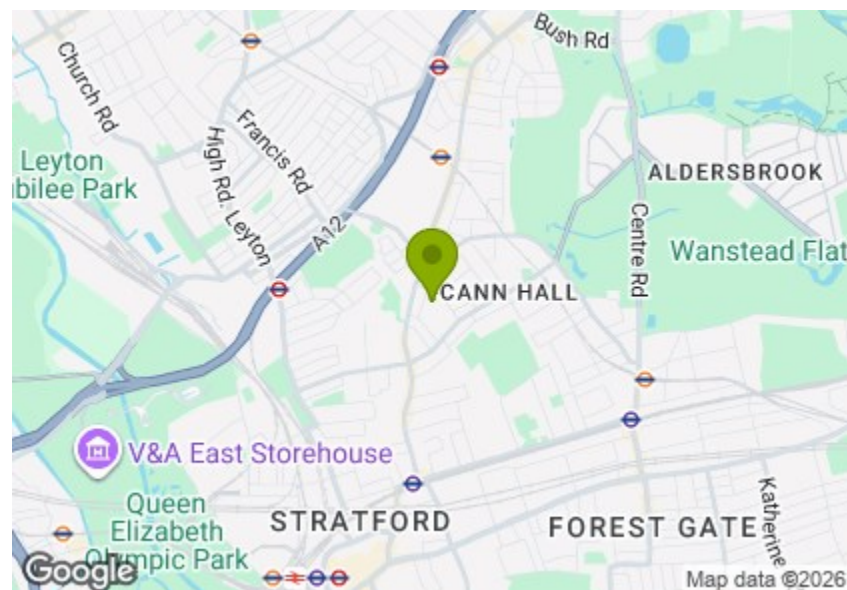 Bush Rd
Church Rd
Francis Rd
High Rd. Leyton
Leyton
bilee Park
ALDERSBROOK
A12
Centre Rd
Wanstead Flat
CANN HALL
V&A East Storehouse
Queen
Elizabeth
Olympic Park
STRATFORD
FOREST GATE
Katherine
Google
Map data ©2026